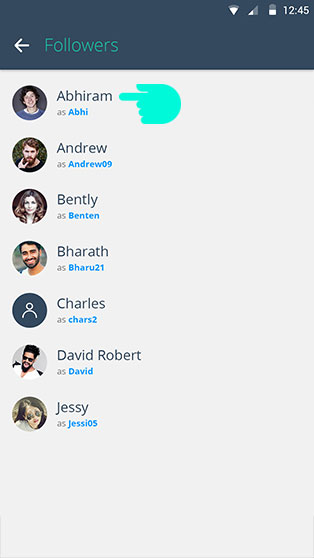 12:45
Followers
Abhiram
as Abhi
Andrew
as Andrew09
Bently
as Benten
Bharath
as Bharu21
Charles
as chars2
David Robert
as David
Jessy
as Jessi05